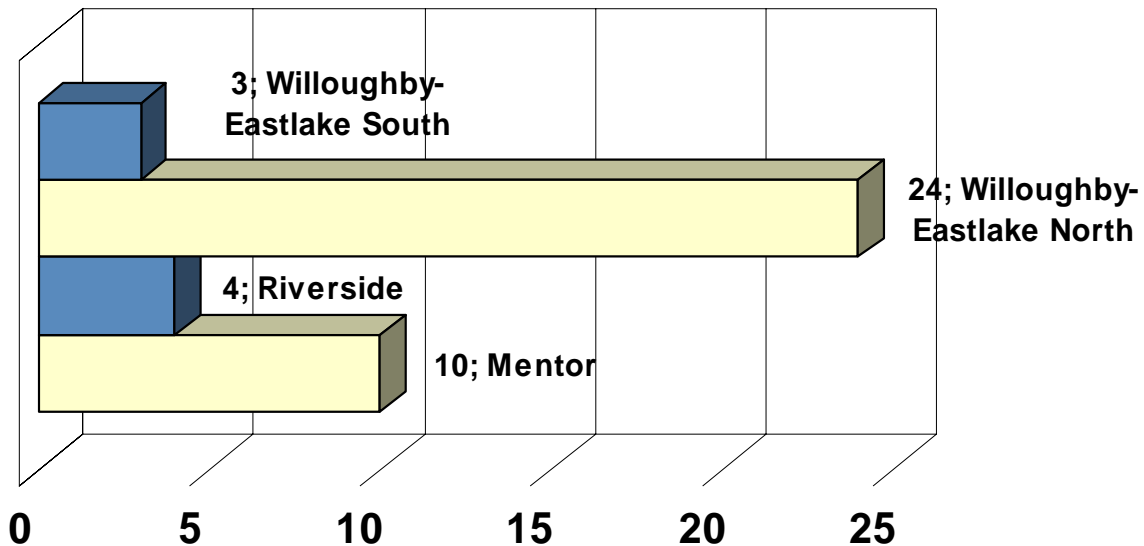 3; Willoughby-
Eastlake South
24; Willoughby-
Eastlake North
4; Riverside
10; Mentor
0 5 10 15 20 25